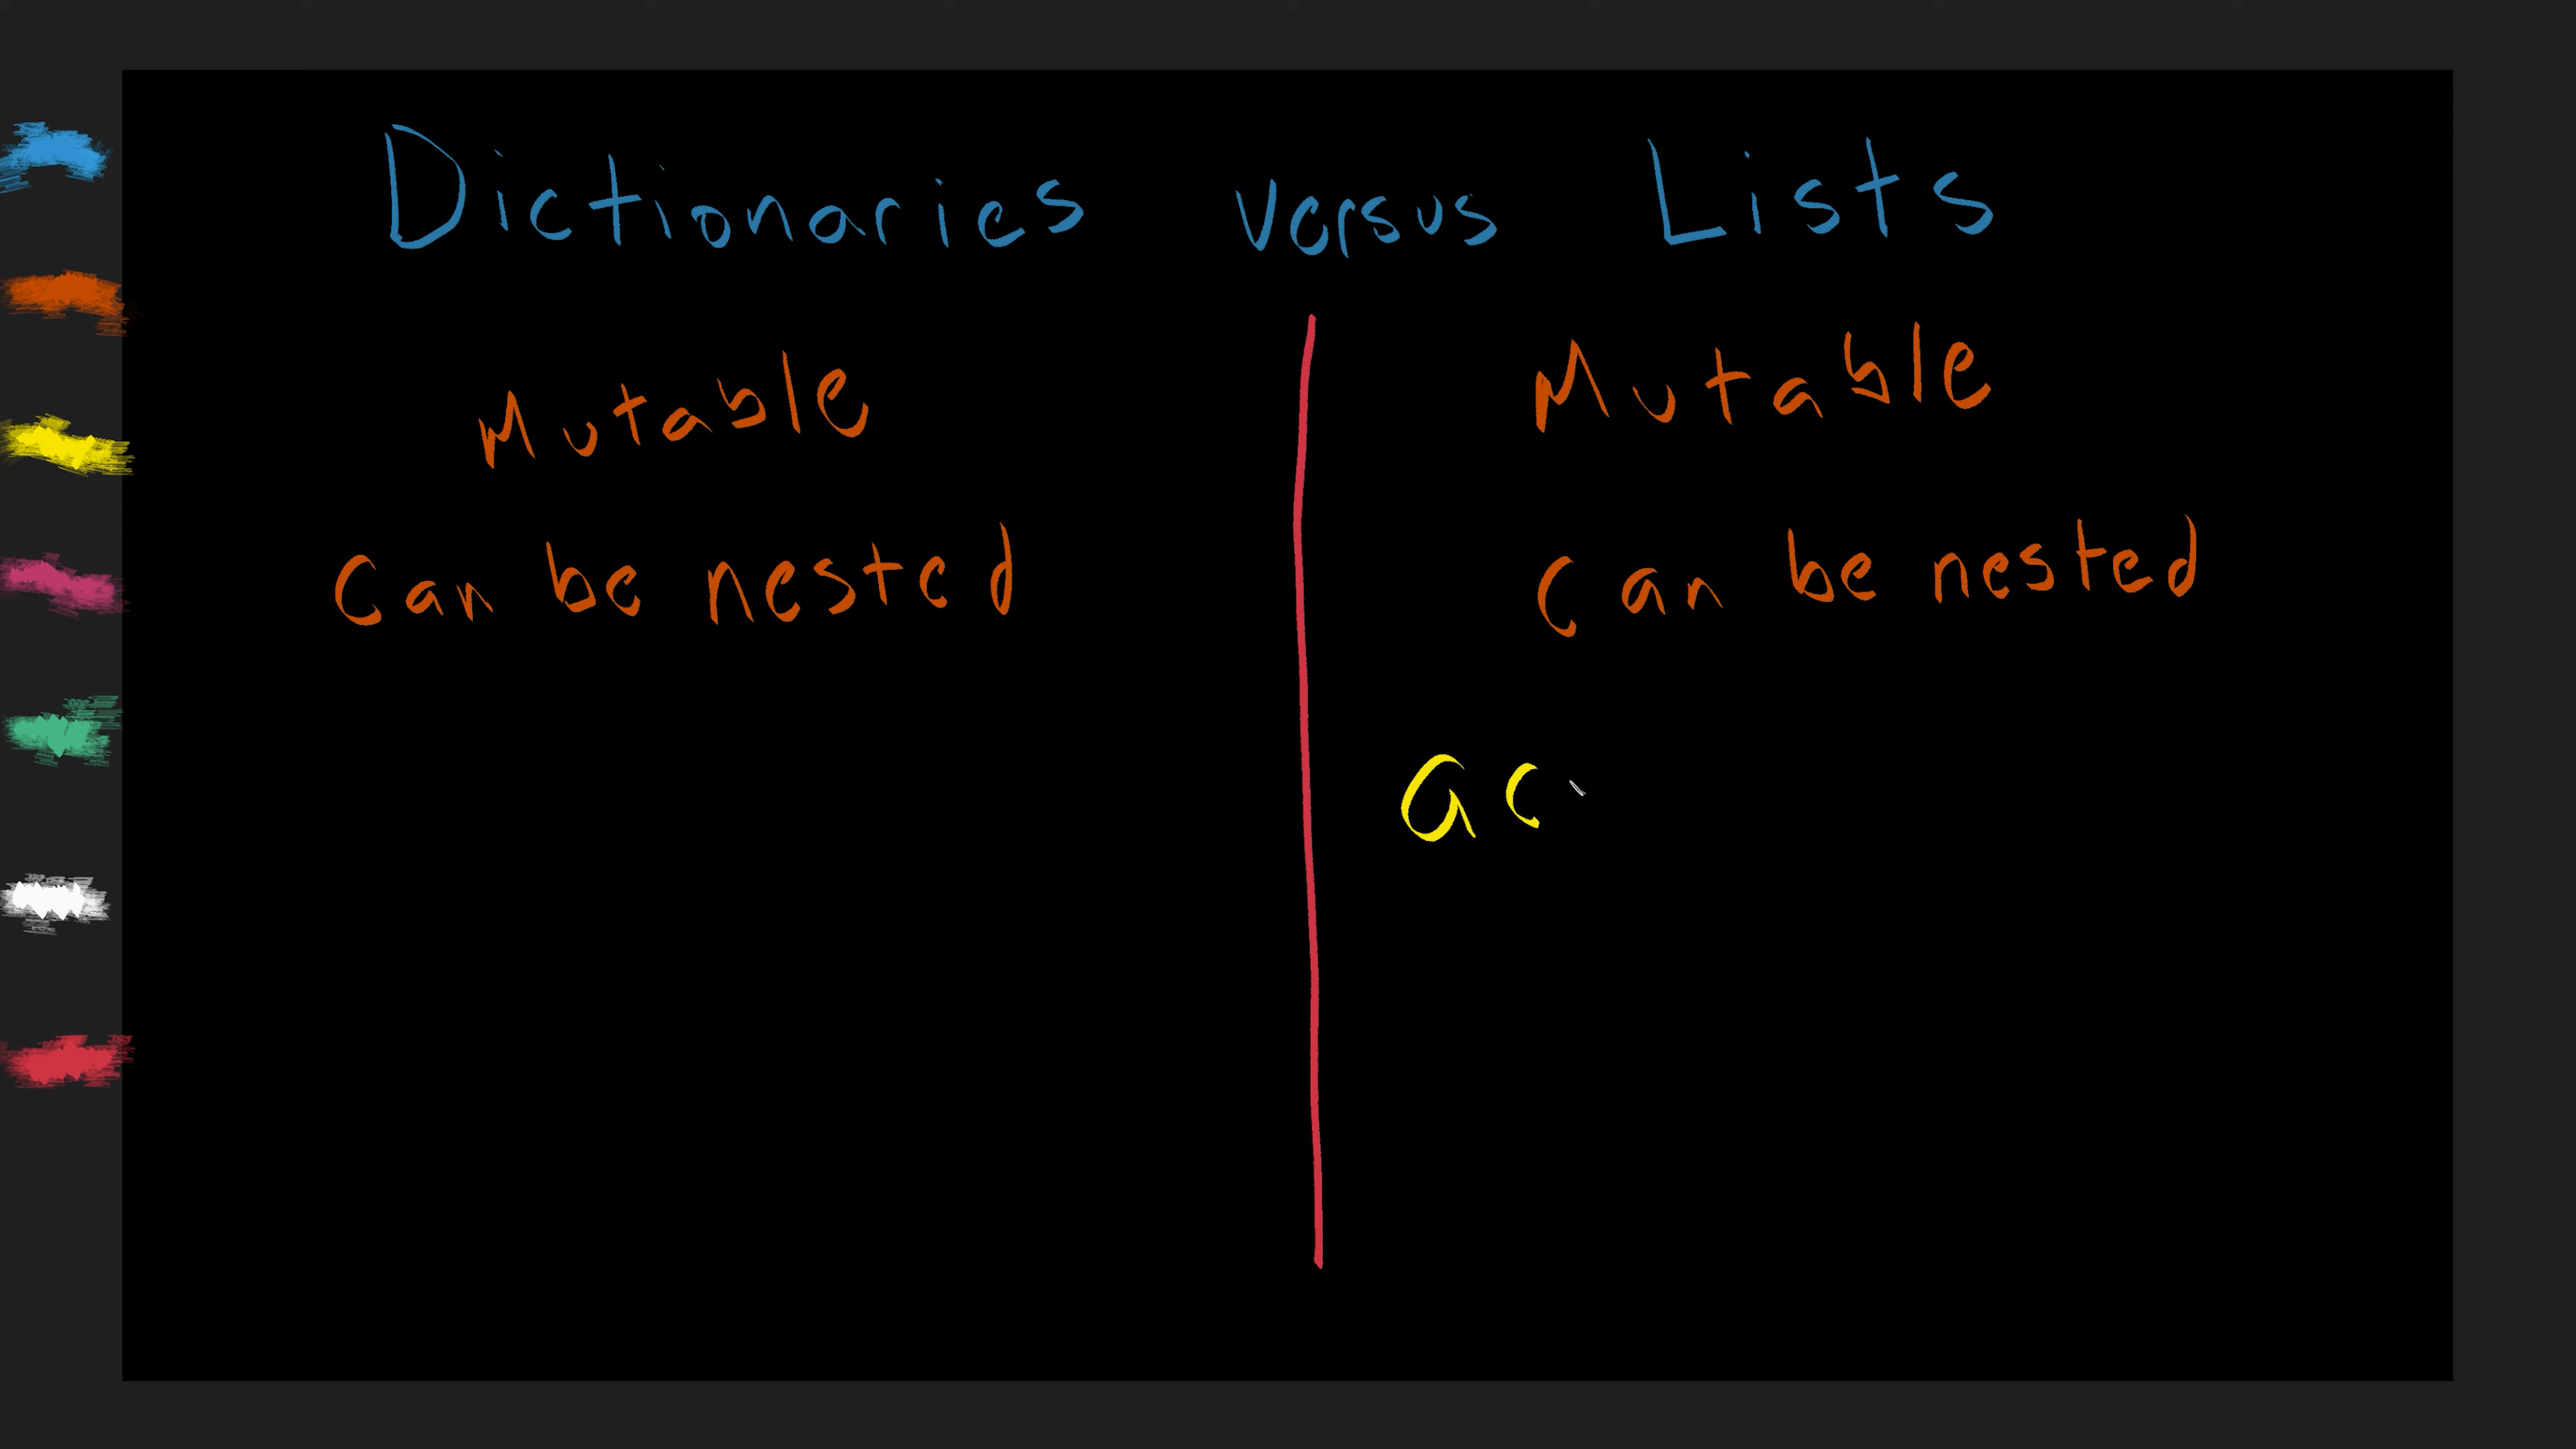 Dictionaries versus Lists
Mutable
Mutable
Can be nested
Can be nested
ac